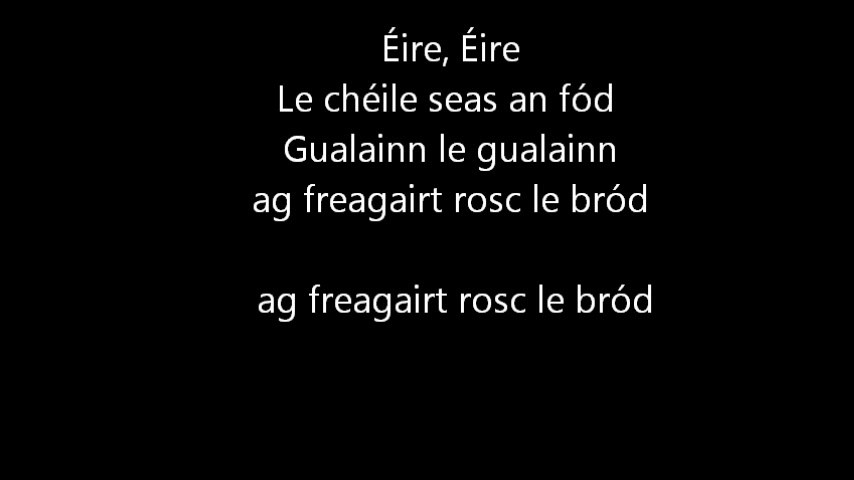 Éire, Éire
Le chéile seas an fód
Gualainn le gualainn
ag freagairt rosc le bród
ag freagairt rosc le bród